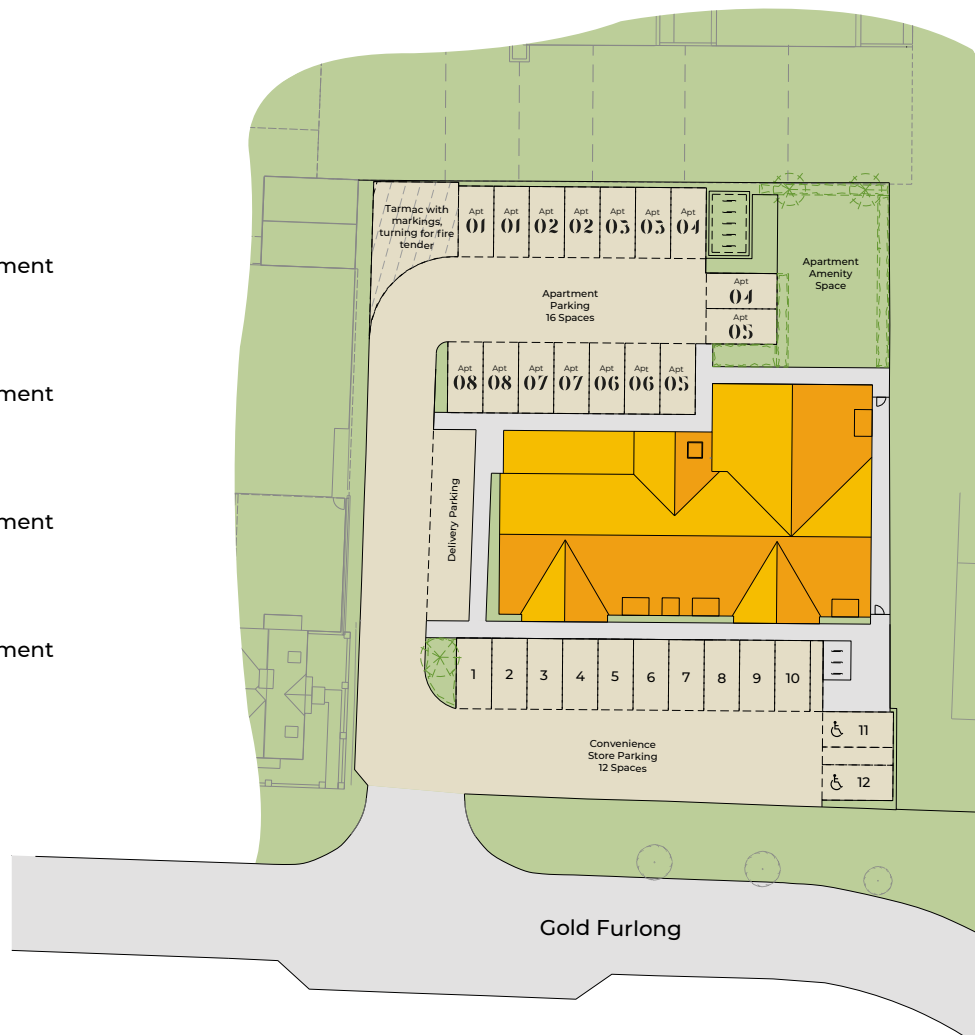 ment
ment
ment
ment
Tarmac with
markings,
turning for fire
tender
Apt
01
Apt
01
Apt
02
Apt
02
Apt
03
Apt
03
Apt
04
Apt
04
Apt
05
Apartment
Amenity
Space
Apartment
Parking
16 Spaces
Apt
08
Apt
08
Apt
07
Apt
07
Apt
06
Apt
06
Apt
05
Delivery Parking
1
2
3
4
5
6
7
8
9
10
11
12
Convenience
Store Parking
12 Spaces
Gold Furlong